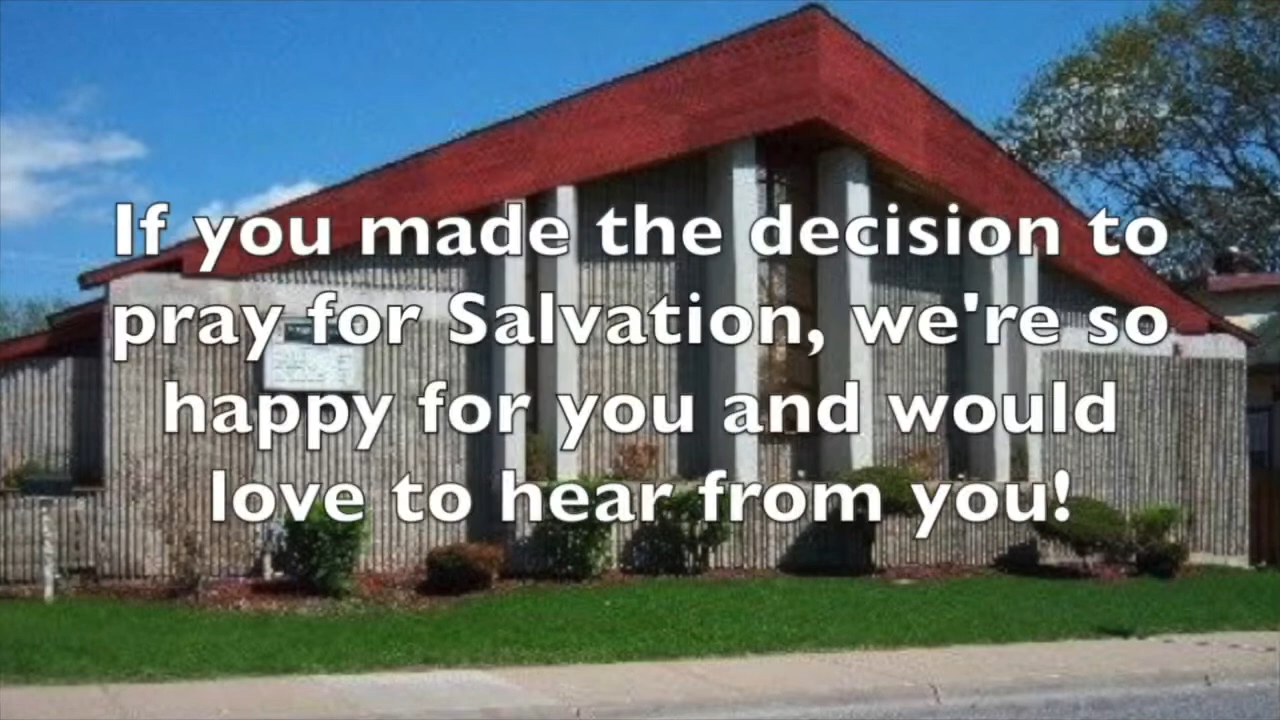 If you made the decision to
pray for Salvation, we're so
happy for you and would
love to hear from you!